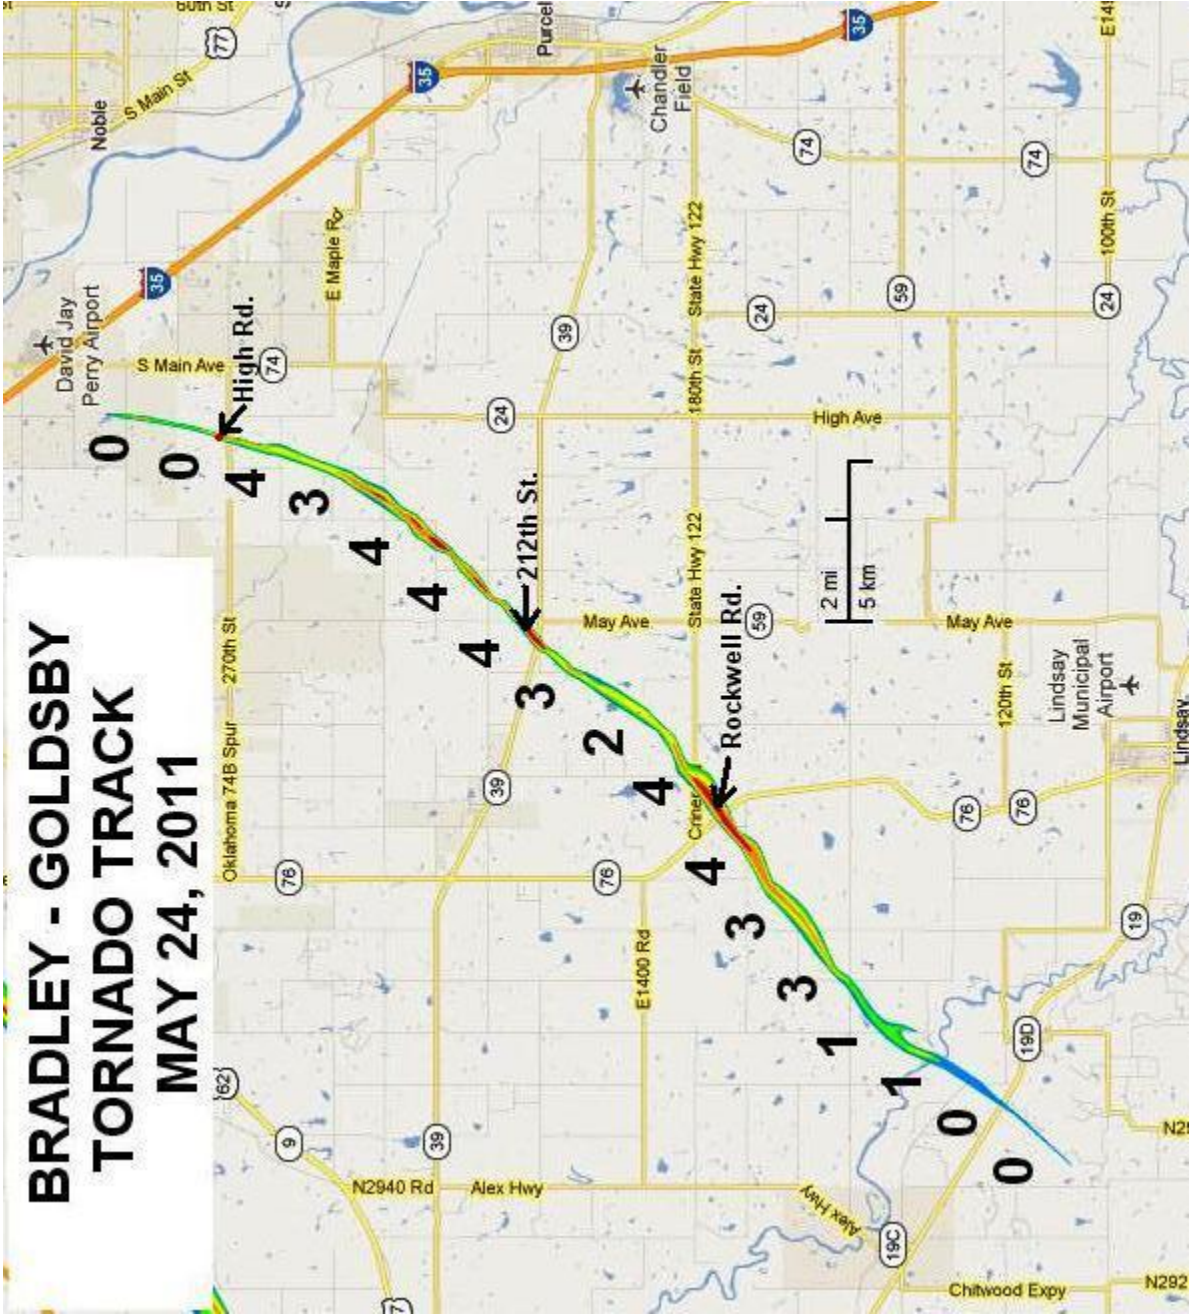 BRADLEY - GOLDSBY
TORNADO TRACK
MAY 24, 2011
David Jay
Perry Airport
Noble
60th St
S Main St
77
35
S Main Ave
High Rd.
74
Oklahoma 74B Spur
270th St
62
9
76
E Maple Rd
35
N2940 Rd
Alex Hwy
39
39
24
39
212th St.
Purcel
Chandler
Field
May Ave
76
E1400 Rd
Criner
State Hwy 122
180th St
State Hwy 122
Rockwell Rd.
59
24
74
35
2 mi
5 km
High Ave
Alex Hwy
19C
59
76
76
May Ave
120th St
Chitwood Expy
19D
74
Lindsay
Municipal
Airport
100th St
24
19
Lindsay
N292
7
0
0
4
3
4
4
4
3
2
4
4
3
3
1
1
0
0